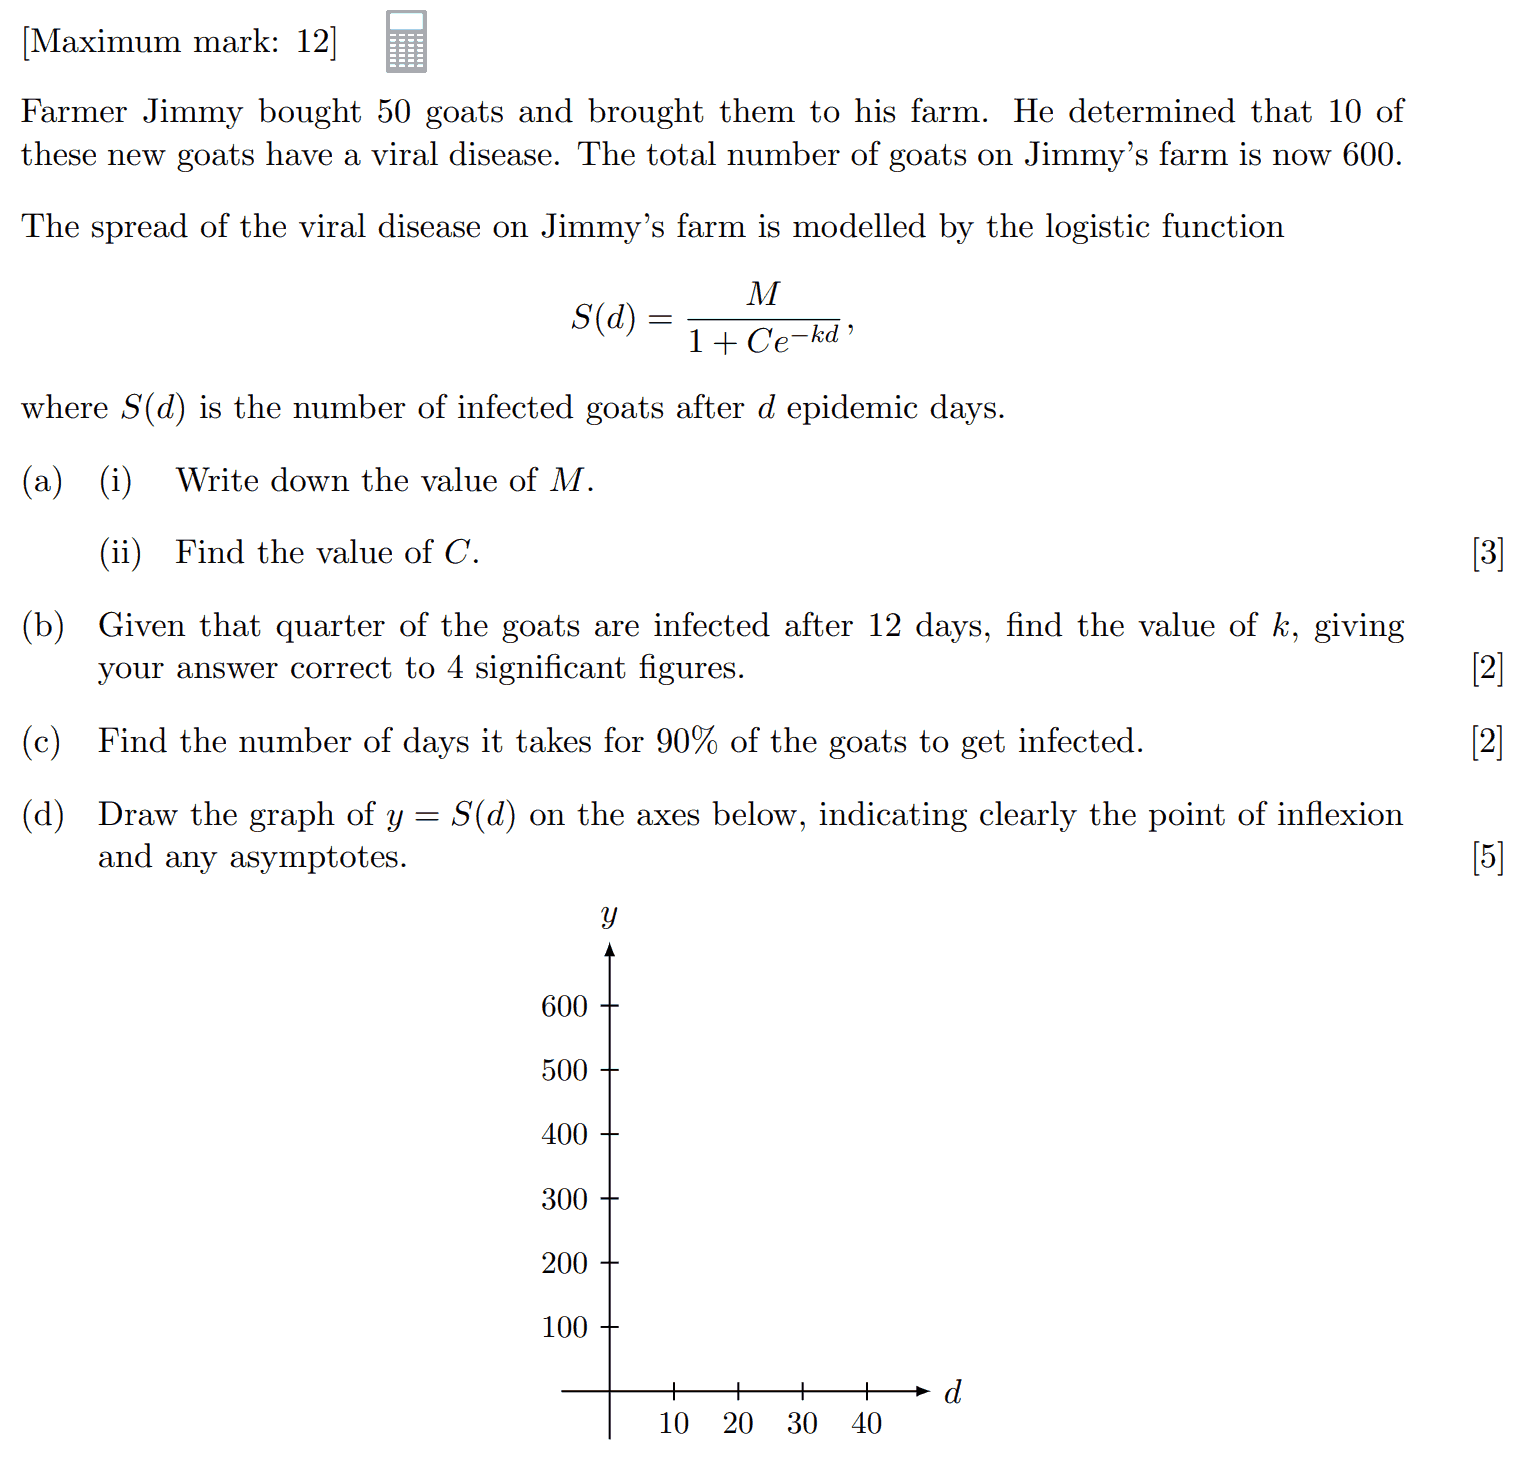 [Maximum mark: 12]
Farmer Jimmy bought 50 goats and brought them to his farm. He determined that 10 of
these new goats have a viral disease. The total number of goats on Jimmy's farm is now 600.
The spread of the viral disease on Jimmy's farm is modelled by the logistic function
S(d) = M / (1 + Ce^{−kd}),
where S(d) is the number of infected goats after d epidemic days.
(a) (i) Write down the value of M.
(ii) Find the value of C. [3]
(b) Given that quarter of the goats are infected after 12 days, find the value of k, giving
your answer correct to 4 significant figures. [2]
(c) Find the number of days it takes for 90% of the goats to get infected. [2]
(d) Draw the graph of y = S(d) on the axes below, indicating clearly the point of inflexion
and any asymptotes. [5]
y
600
500
400
300
200
100
d
10 20 30 40